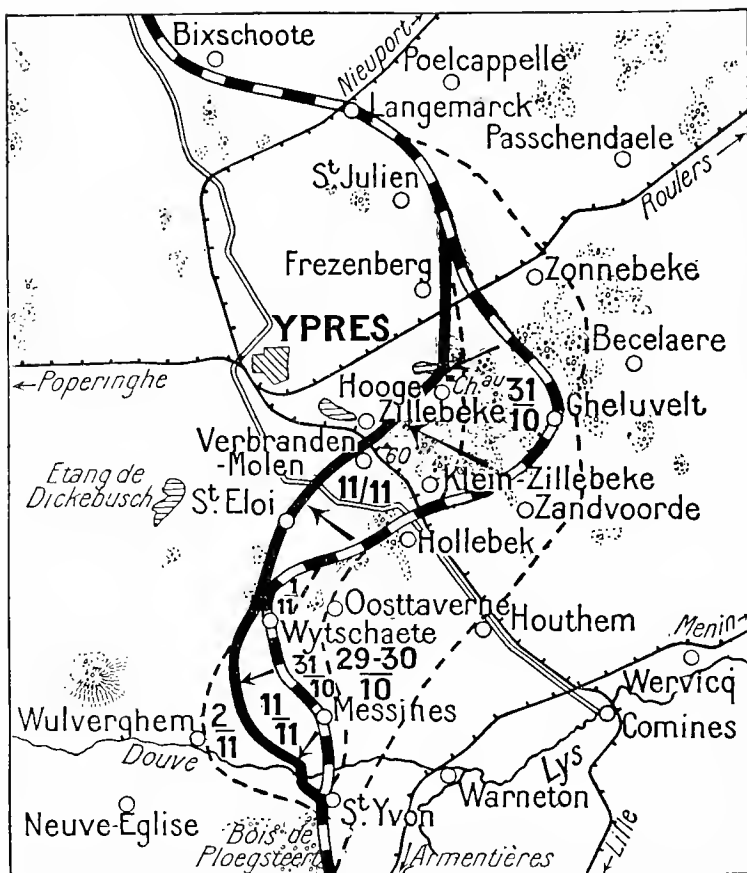 Bixschoote
Nieuport→
Poelcappelle
Langemarck
Passchendaele
St. Julien
Roulers→
Frezenberg
Zonnebeke
YPRES
Becelaere
←Poperinghe
Hooge
Ch.au
31
10
Gheluvelt
Zillebeke
Verbranden
-Molen
60
Etang de
Dickebusch
11/11
Klein-Zillebeke
St. Eloi
Zandvoorde
Hollebek
1
11
Oosttaverne
Houthem
Wytschaete
Menin→
31
10
29-30
10
Wervicq
11
11
Messines
Wulverghem
2
11
Comines
Douve
Lys
Warneton
St. Yvon
Neuve-Eglise
Bois de
Ploegsteert
←Armentières
←Lille